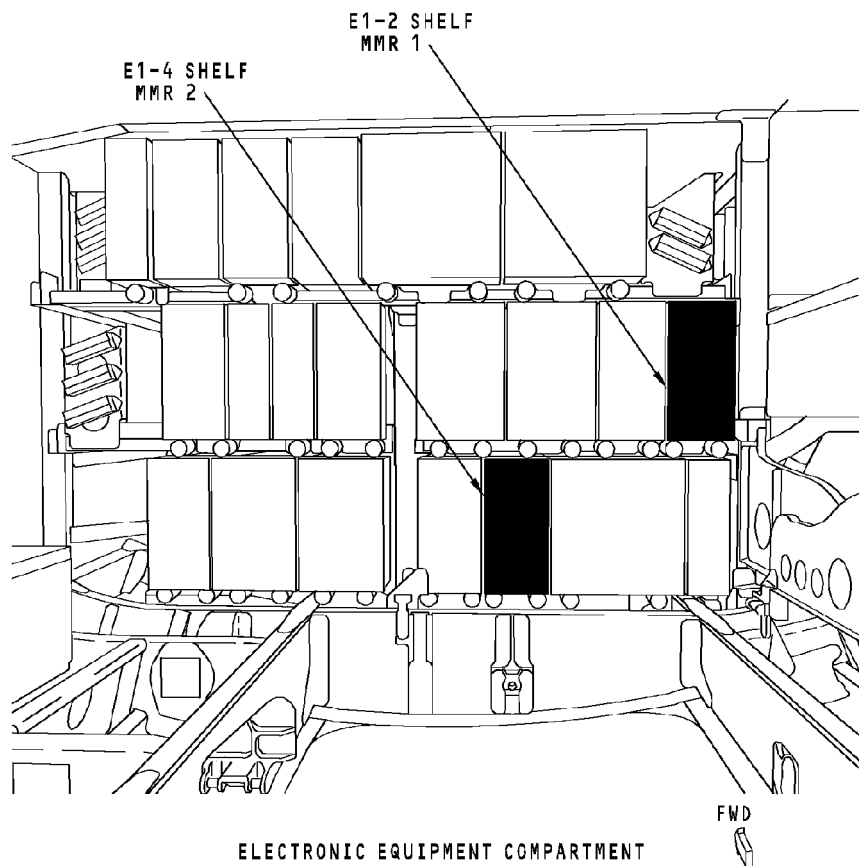 E1-2 SHELF
MMR 1
E1-4 SHELF
MMR 2
FWD
ELECTRONIC EQUIPMENT COMPARTMENT